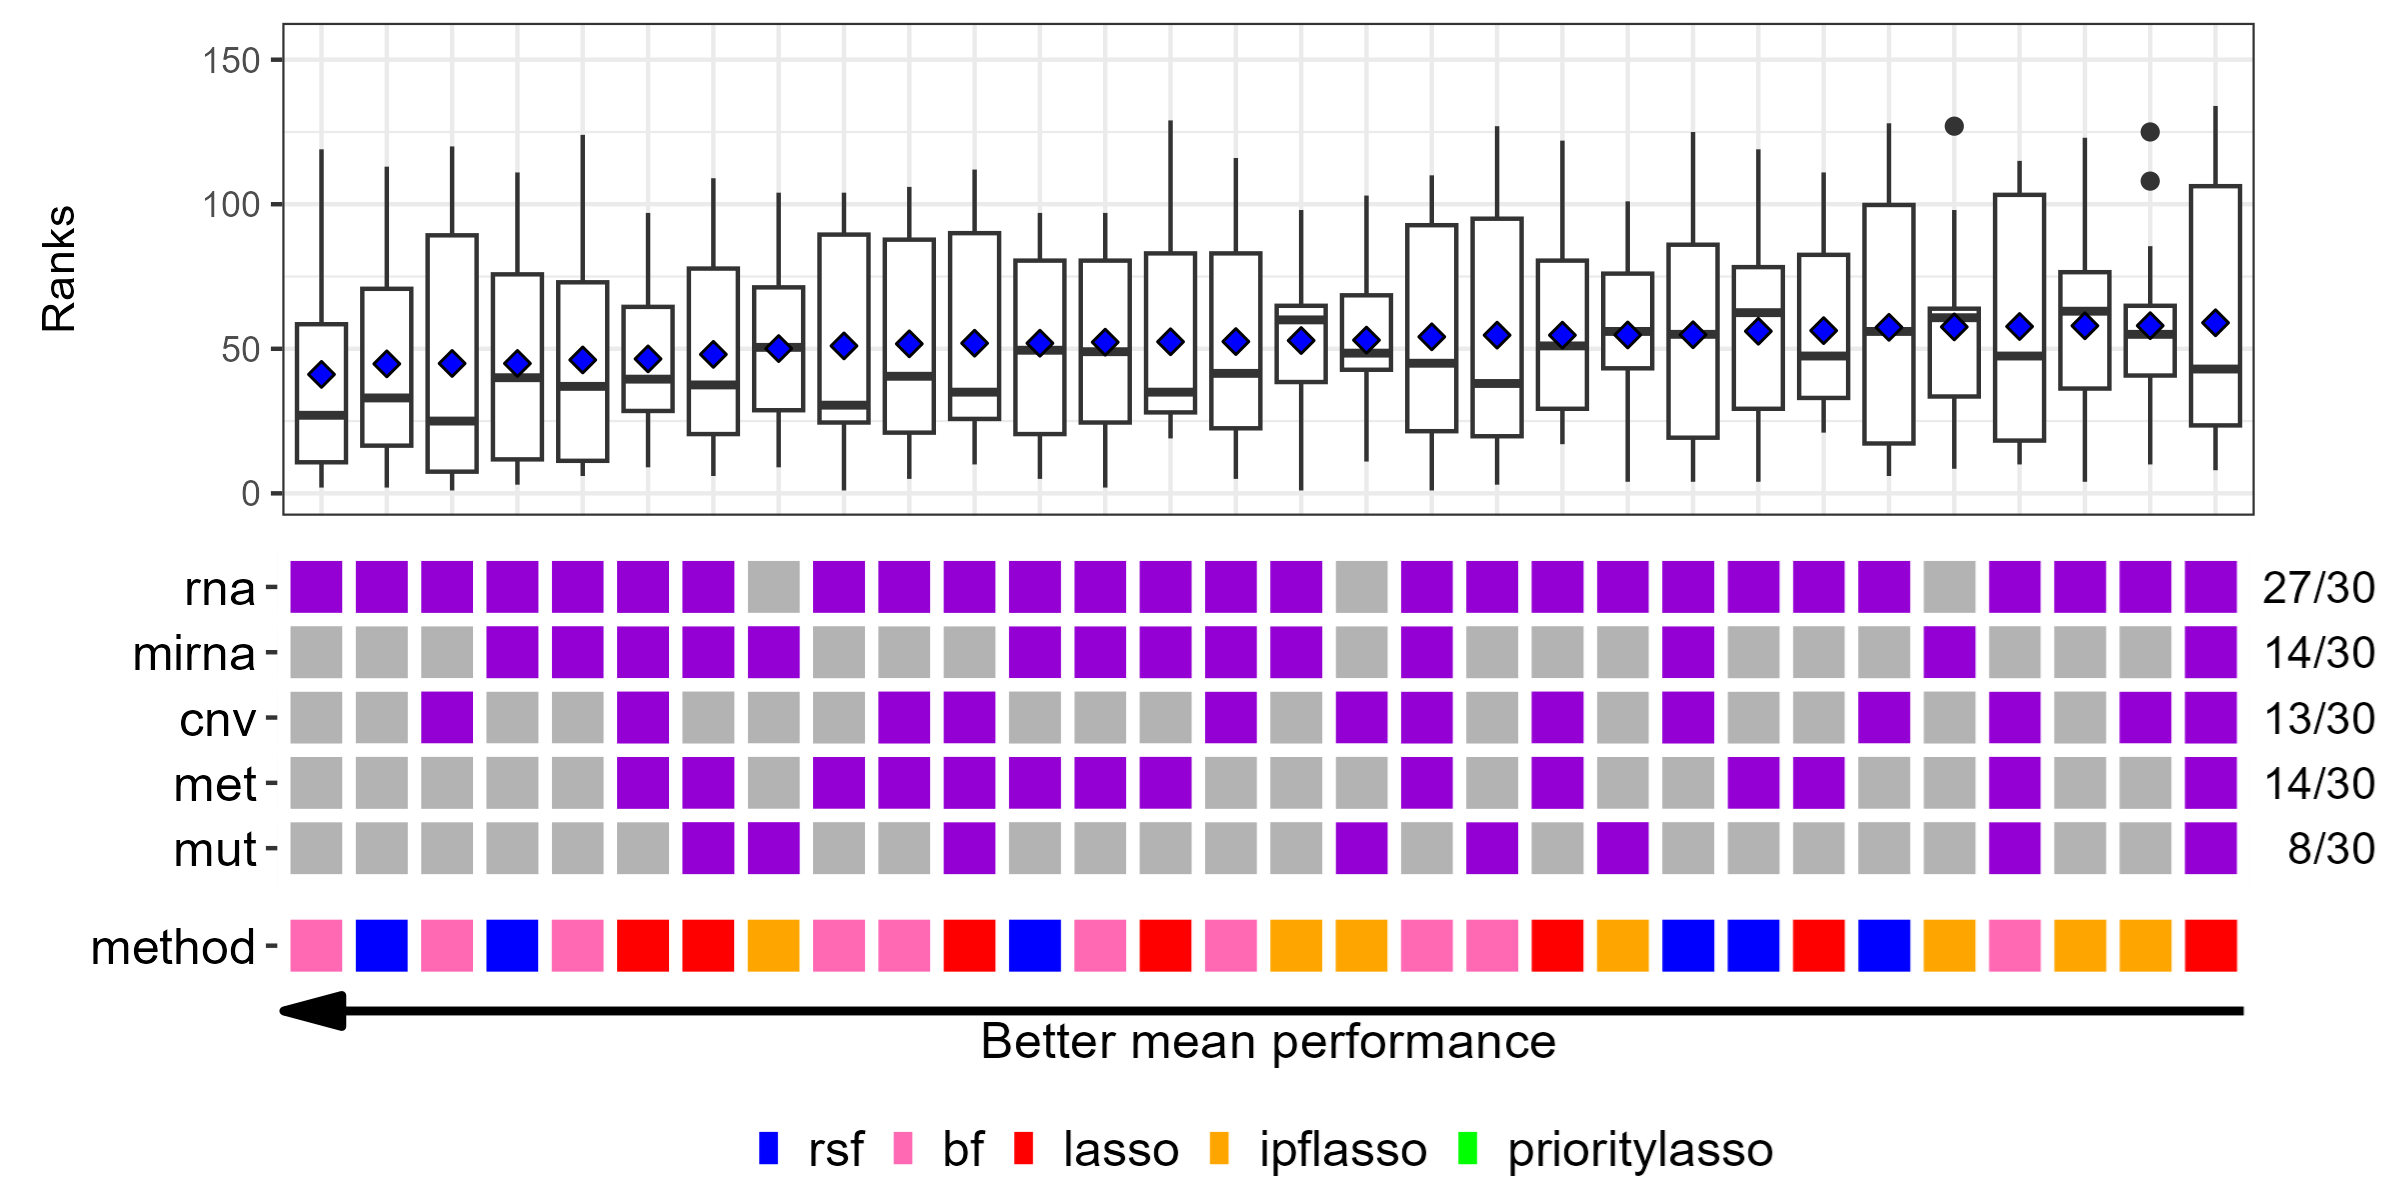 150
100
50
0
Ranks
rna 27/30
mirna 14/30
cnv 13/30
met 14/30
mut 8/30
method
Better mean performance
rsf bf lasso ipflasso prioritylasso